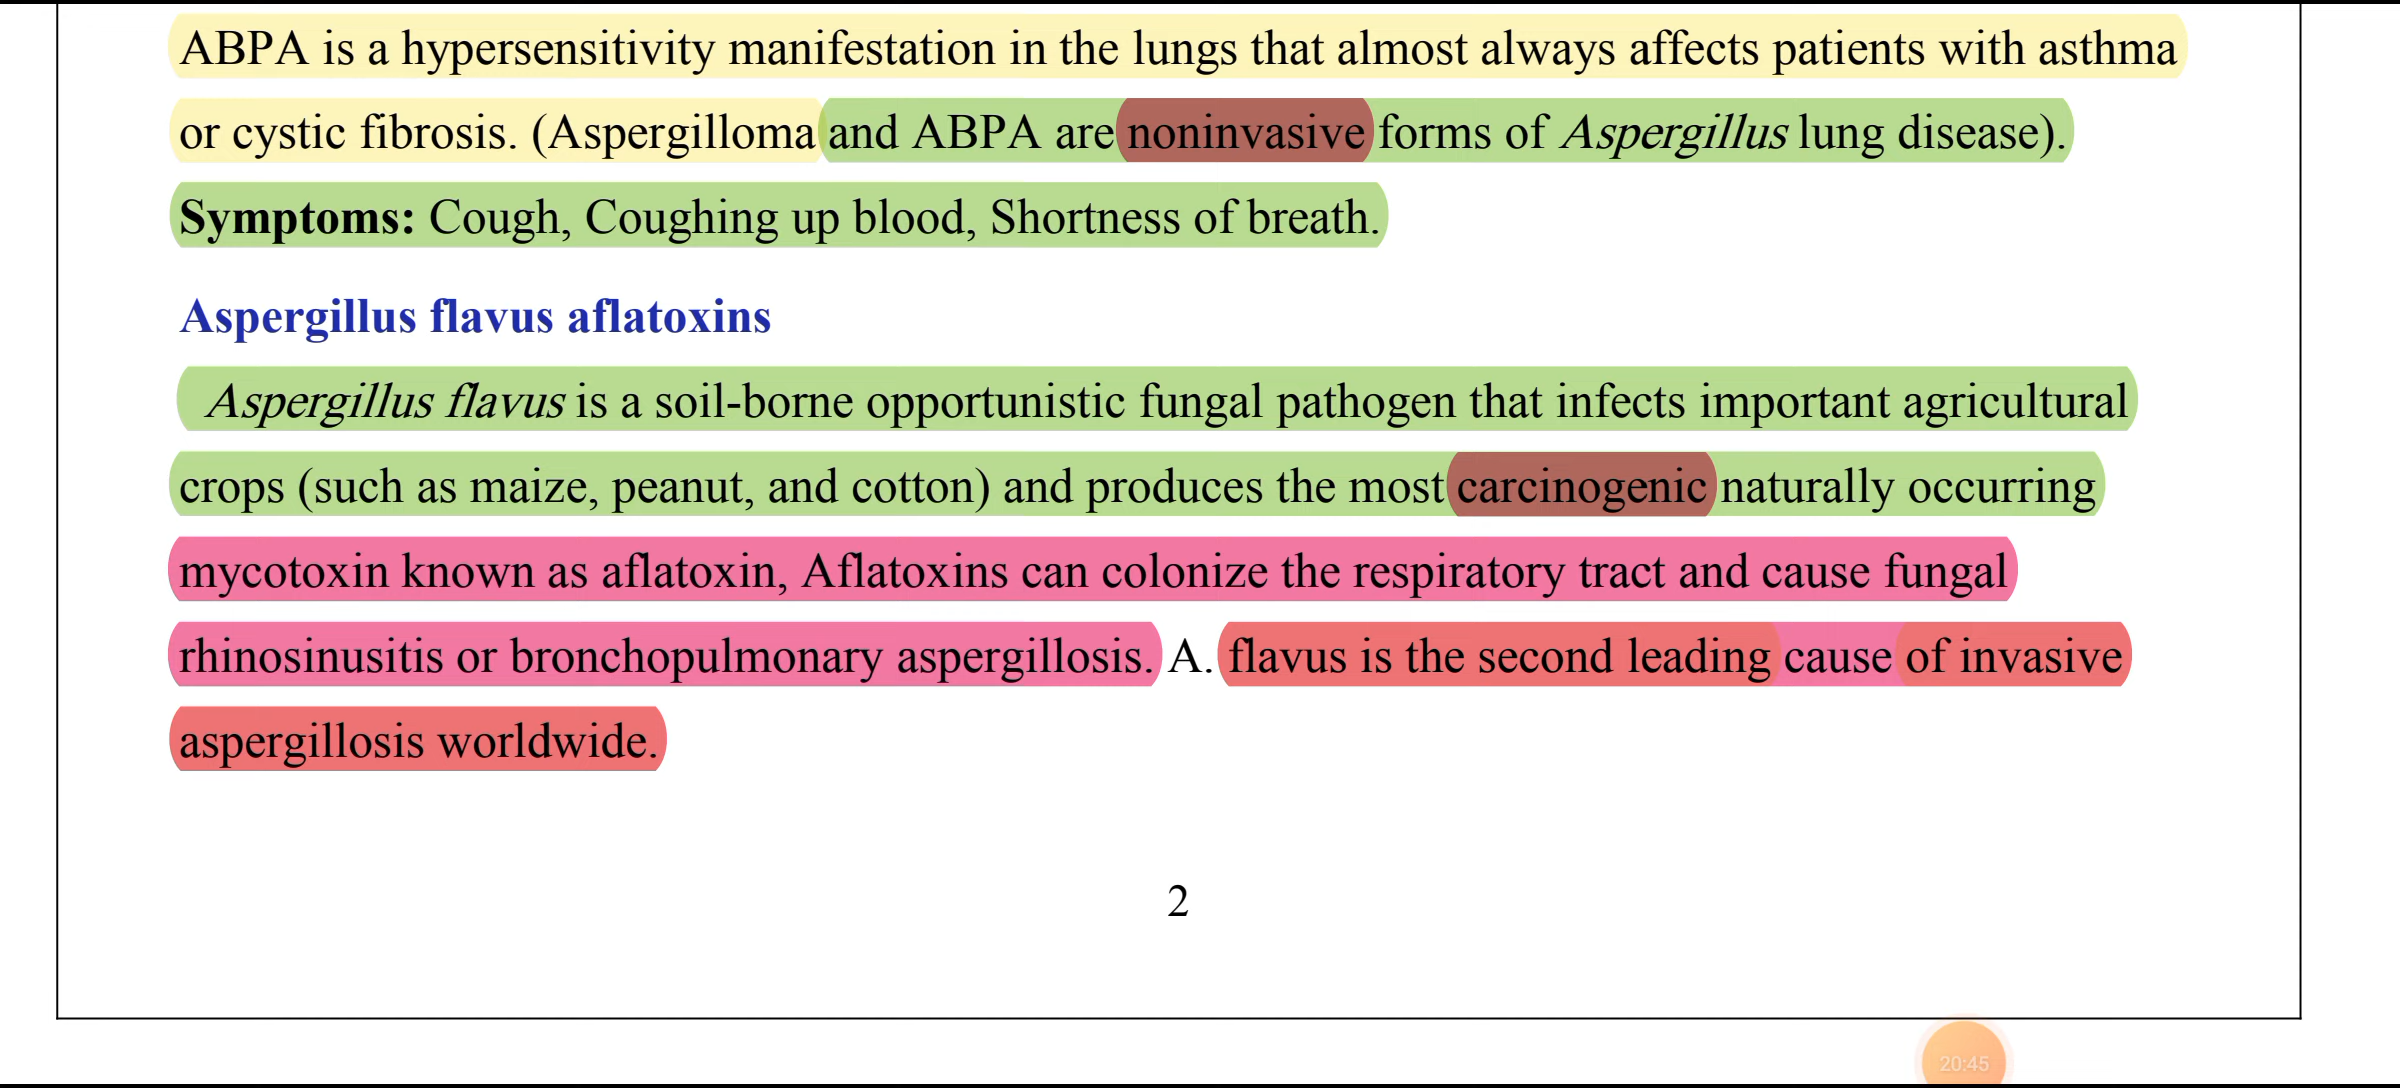 ABPA is a hypersensitivity manifestation in the lungs that almost always affects patients with asthma
or cystic fibrosis. (Aspergilloma and ABPA are noninvasive forms of Aspergillus lung disease).
Symptoms: Cough, Coughing up blood, Shortness of breath.
Aspergillus flavus aflatoxins
Aspergillus flavus is a soil-borne opportunistic fungal pathogen that infects important agricultural
crops (such as maize, peanut, and cotton) and produces the most carcinogenic naturally occurring
mycotoxin known as aflatoxin, Aflatoxins can colonize the respiratory tract and cause fungal
rhinosinusitis or bronchopulmonary aspergillosis. A. flavus is the second leading cause of invasive
aspergillosis worldwide.
2
20:45